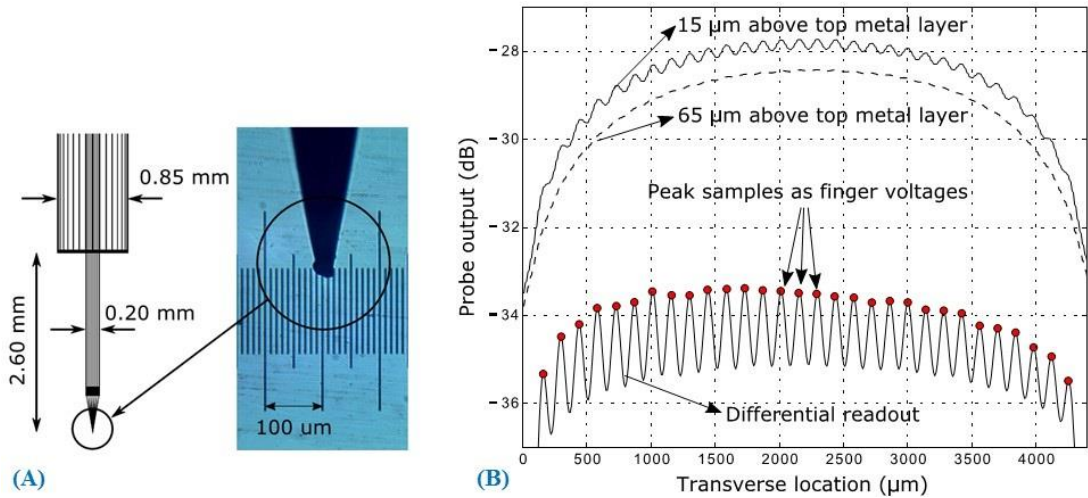 0.85 mm
0.20 mm
2.60 mm
100 um
(A)
15 μm above top metal layer
65 μm above top metal layer
Peak samples as finger voltages
Differential readout
Probe output (dB)
−28
−30
−32
−34
−36
0
500
1000
1500
2000
2500
3000
3500
4000
Transverse location (μm)
(B)